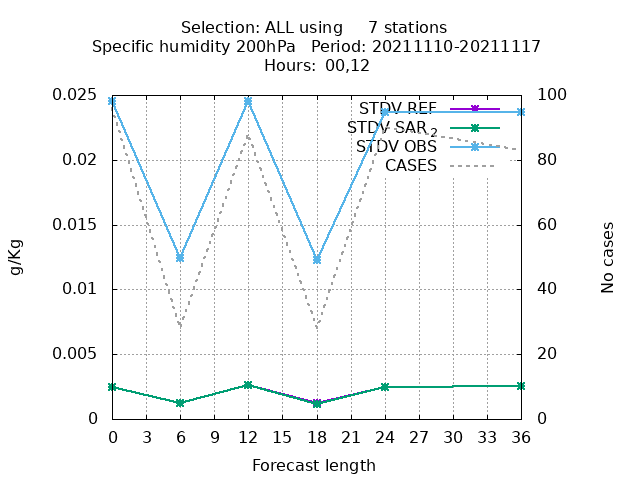 Selection: ALL using 7 stations
Specific humidity 200hPa Period: 20211110-20211117
Hours: 00,12
0.025
0.02
0.015
0.01
0.005
0
g/Kg
100
80
60
40
20
0
No cases
STDV REF
STDV SAR 2
STDV OBS
CASES
0 3 6 9 12 15 18 21 24 27 30 33 36
Forecast length